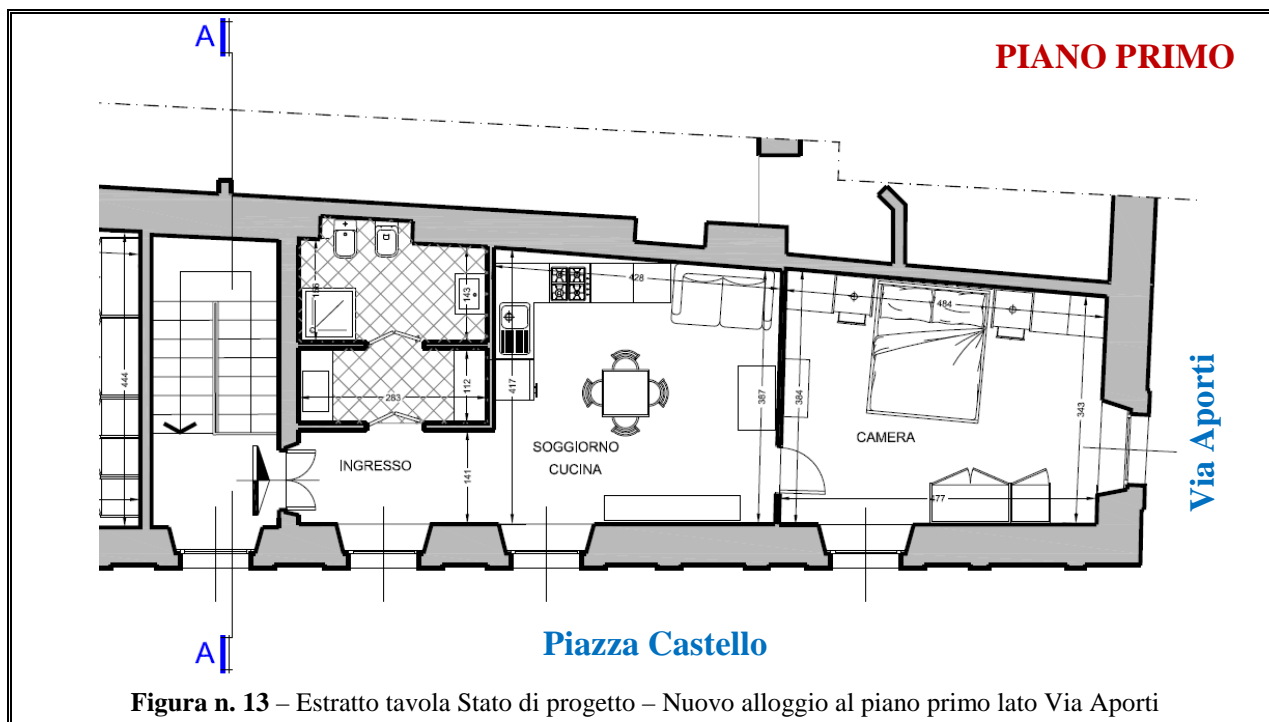 A
PIANO PRIMO
428
484
166
143
444
417
387
384
343
112
283
CAMERA
SOGGIORNO
CUCINA
INGRESSO
141
477
Via Aporti
Piazza Castello
A
Figura n. 13 – Estratto tavola Stato di progetto – Nuovo alloggio al piano primo lato Via Aporti